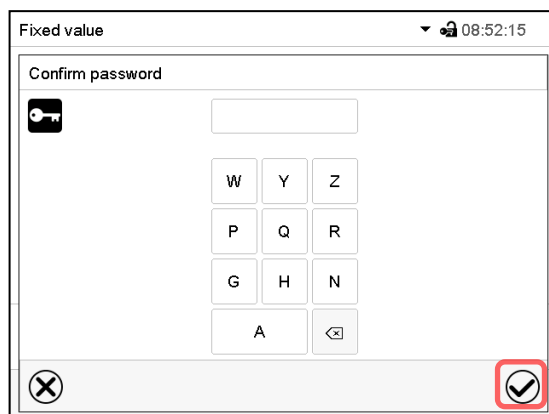 Fixed value 08:52:15
Confirm password
W Y Z
P Q R
G H N
A